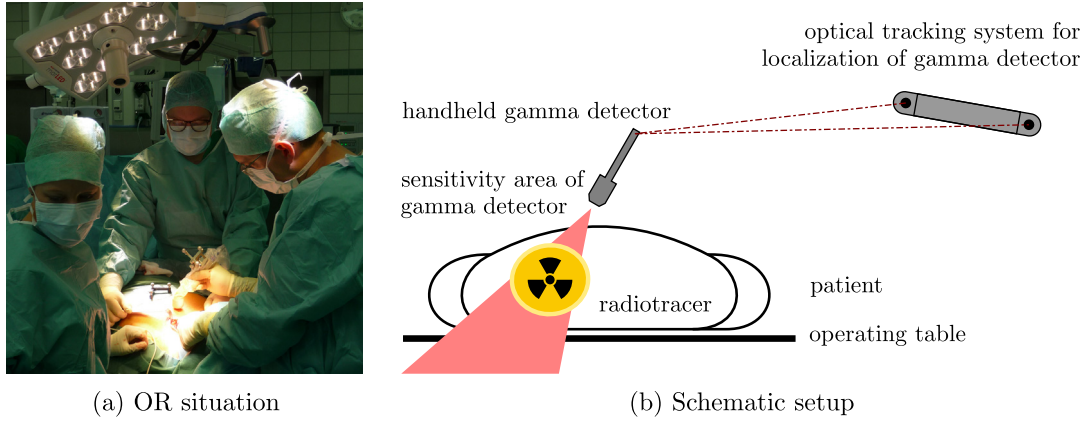 optical tracking system for
localization of gamma detector
handheld gamma detector
sensitivity area of
gamma detector
radiotracer
patient
operating table
(a) OR situation
(b) Schematic setup